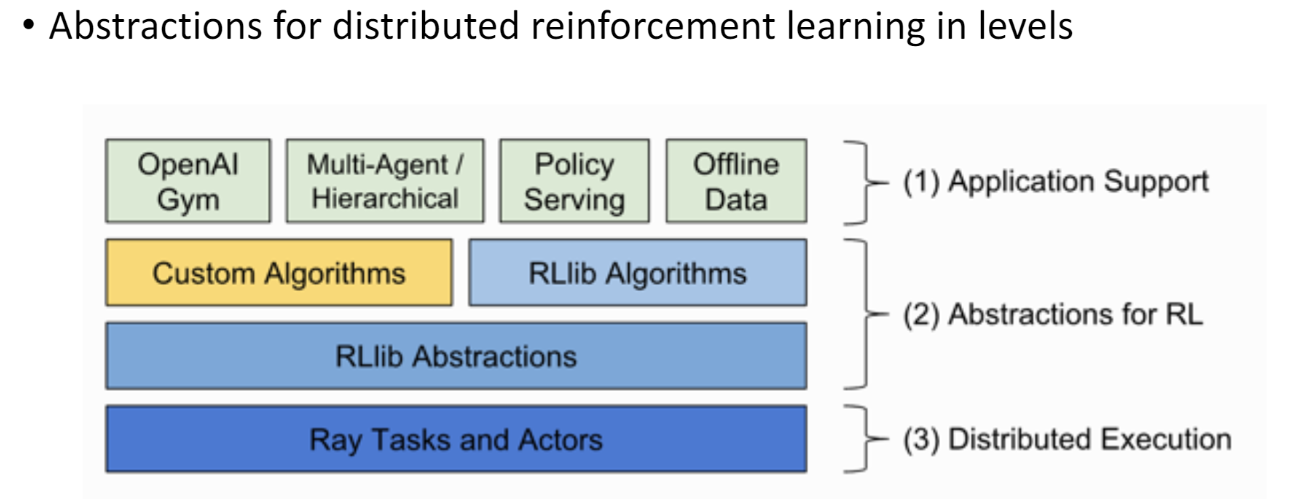 • Abstractions for distributed reinforcement learning in levels
OpenAI
Gym
Multi-Agent /
Hierarchical
Policy
Serving
Offline
Data
(1) Application Support
Custom Algorithms
RLlib Algorithms
(2) Abstractions for RL
RLlib Abstractions
Ray Tasks and Actors
(3) Distributed Execution